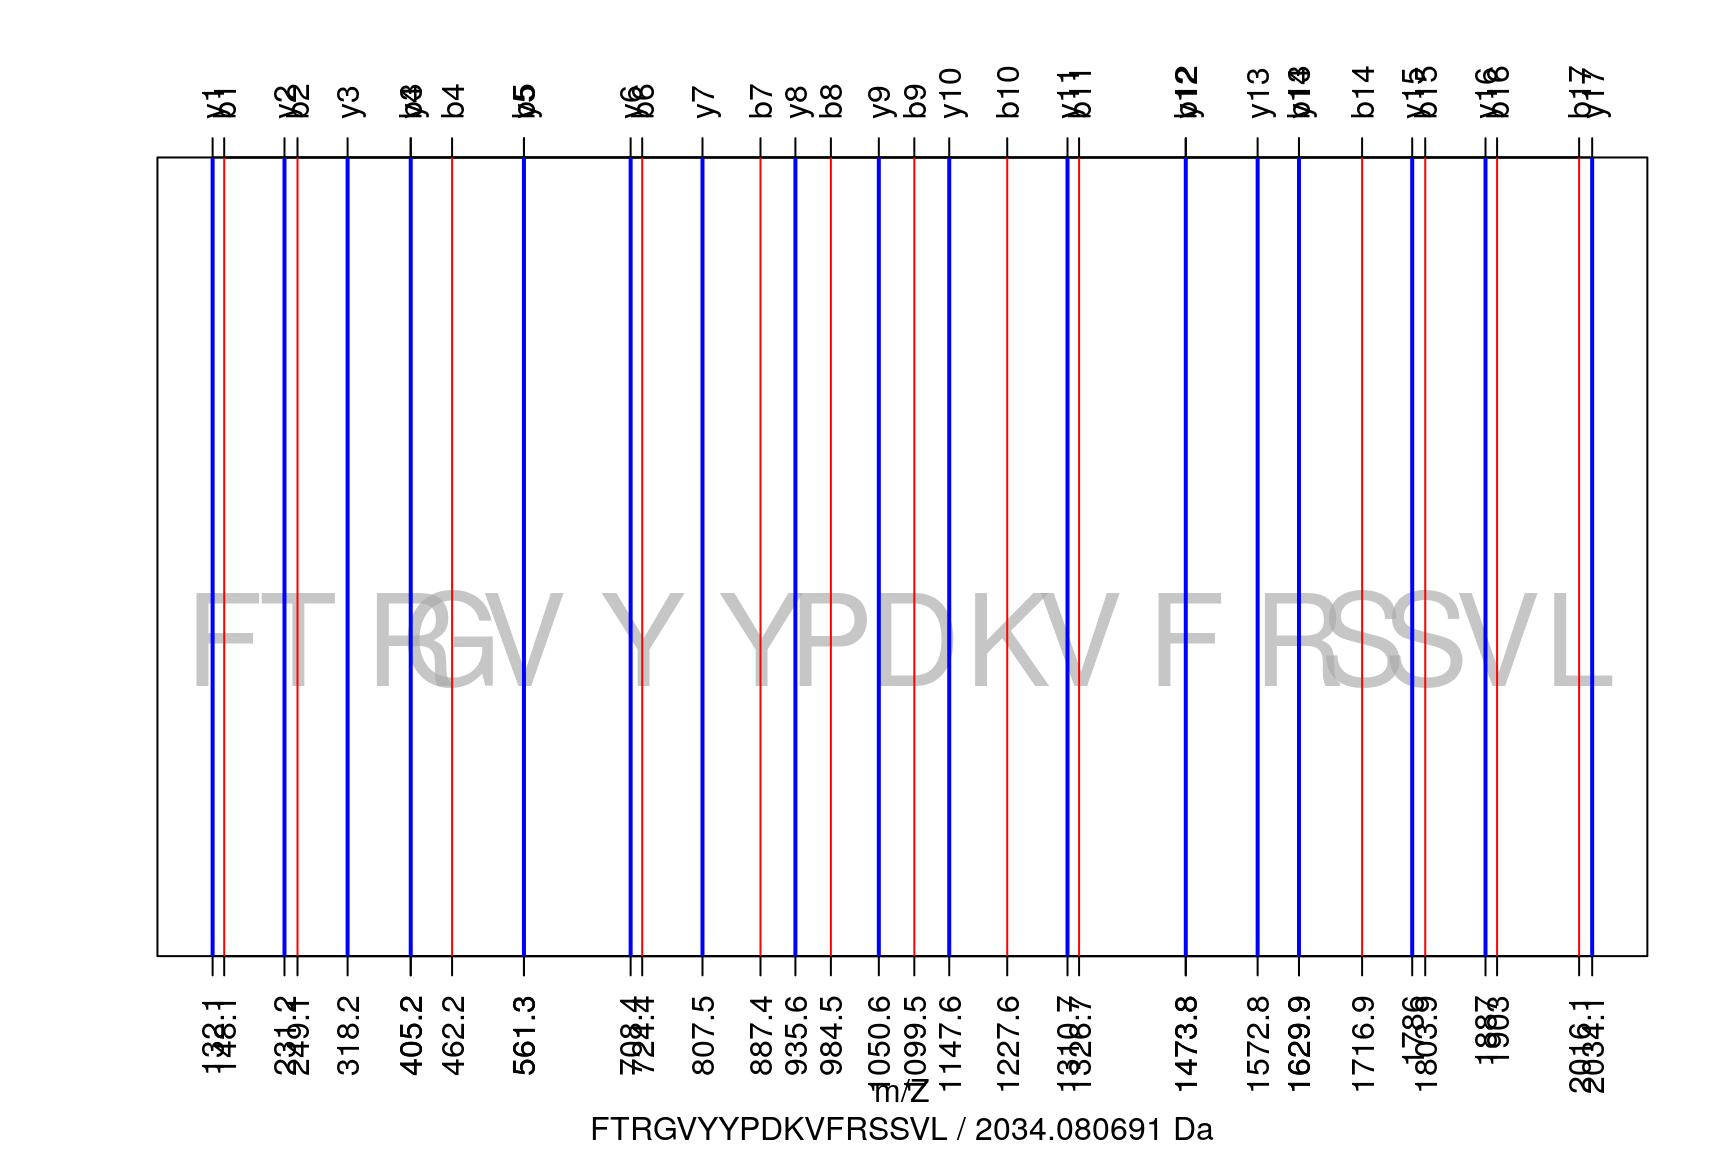 y1 b1 y2 b2 y3 b3 y4 b4 b5 y5 y6 b6 y7 b7 y8 b8 y9 b9 y10 b10 y11 b11 b12 y12 y13 b13 y14 b14 y15 b15 y16 b16 b17 y17
F T R G V Y Y P D K V F R S S V L
132.1 148.1 231.2 249.1 318.2 405.2 462.2 561.3 708.4 724.4 807.5 887.4 935.6 984.5 1050.6 1099.5 1147.6 1227.6 1310.7 1326.7 1473.8 1572.8 1629.9 1716.9 1786 1803.9 1887 1903 2016.1 2034.1
m/Z
FTRGVYYPDKVFRSSVL / 2034.080691 Da